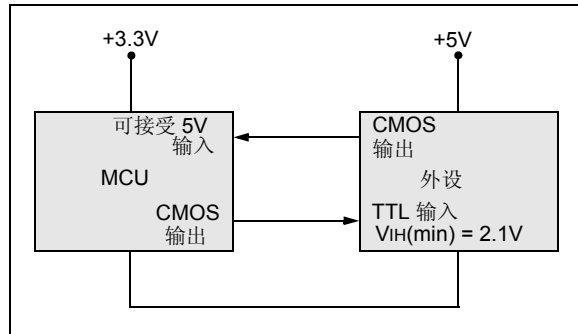 +3.3V
+5V
可接受 5V
输入
MCU
CMOS
输出
CMOS
输出
外设
TTL 输入
VIH(min) = 2.1V